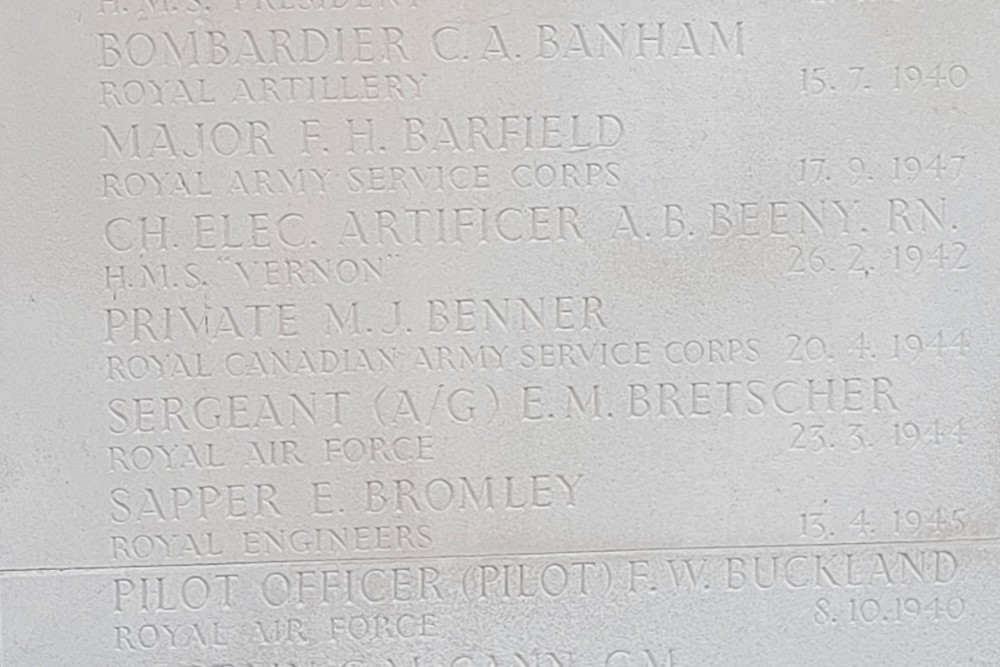 H.M.S. PRESIDENT
BOMBARDIER C. A. BANHAM
ROYAL ARTILLERY 15. 7. 1940
MAJOR F. H. BARFIELD
ROYAL ARMY SERVICE CORPS 17. 9. 1947
CH. ELEC. ARTIFICER A. B. BEENY. RN.
H.M.S. "VERNON" 26. 2. 1942
PRIVATE M. J. BENNER
ROYAL CANADIAN ARMY SERVICE CORPS 20. 4. 1944
SERGEANT (A/G) E. M. BRETSCHER
ROYAL AIR FORCE 23. 3. 1944
SAPPER E. BROMLEY
ROYAL ENGINEERS 13. 4. 1945
PILOT OFFICER (PILOT) F. W. BUCKLAND
ROYAL AIR FORCE 8. 10. 1940
CANN. GM